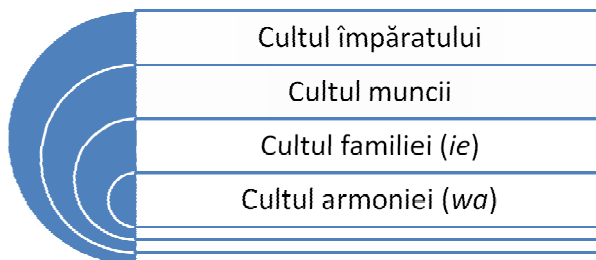 Cultul împăratului
Cultul muncii
Cultul familiei (ie)
Cultul armoniei (wa)